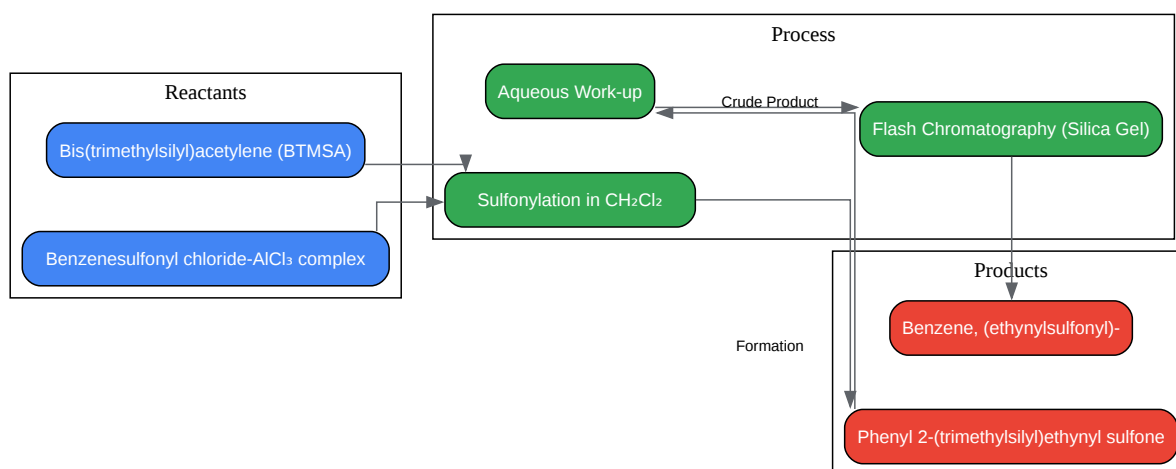 Reactants
Bis(trimethylsilyl)acetylene (BTMSA)
Benzenesulfonyl chloride-AlCl₃ complex
Process
Aqueous Work-up
Crude Product
Flash Chromatography (Silica Gel)
Sulfonylation in CH₂Cl₂
Formation
Products
Benzene, (ethynylsulfonyl)-
Phenyl 2-(trimethylsilyl)ethynyl sulfone